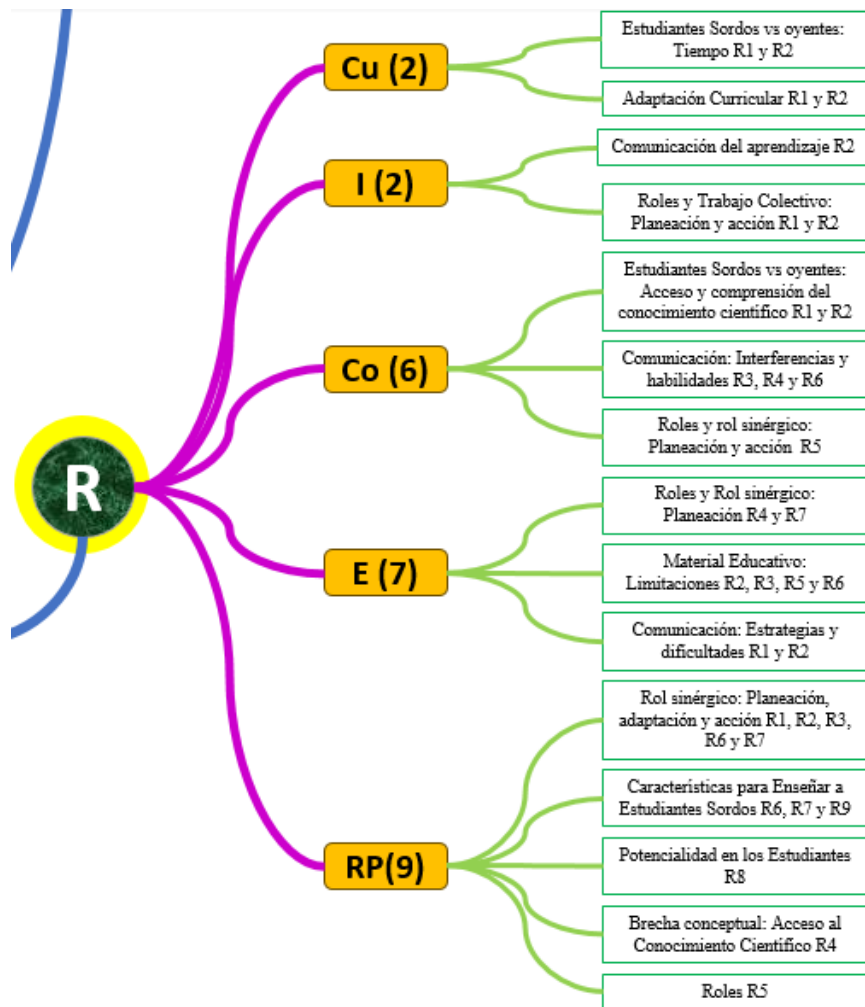 R
Cu (2)
Estudiantes Sordos vs oyentes:
Tiempo R1 y R2
Adaptación Curricular R1 y R2
I (2)
Comunicación del aprendizaje R2
Roles y Trabajo Colectivo:
Planeación y acción R1 y R2
Co (6)
Estudiantes Sordos vs oyentes:
Acceso y comprensión del
conocimiento científico R1 y R2
Comunicación: Interferencias y
habilidades R3, R4 y R6
Roles y rol sinérgico:
Planeación y acción R5
E (7)
Roles y Rol sinérgico:
Planeación R4 y R7
Material Educativo:
Limitaciones R2, R3, R5 y R6
Comunicación: Estrategias y
dificultades R1 y R2
RP(9)
Rol sinérgico: Planeación,
adaptación y acción R1, R2, R3,
R6 y R7
Características para Enseñar a
Estudiantes Sordos R6, R7 y R9
Potencialidad en los Estudiantes
R8
Brecha conceptual: Acceso al
Conocimiento Científico R4
Roles R5